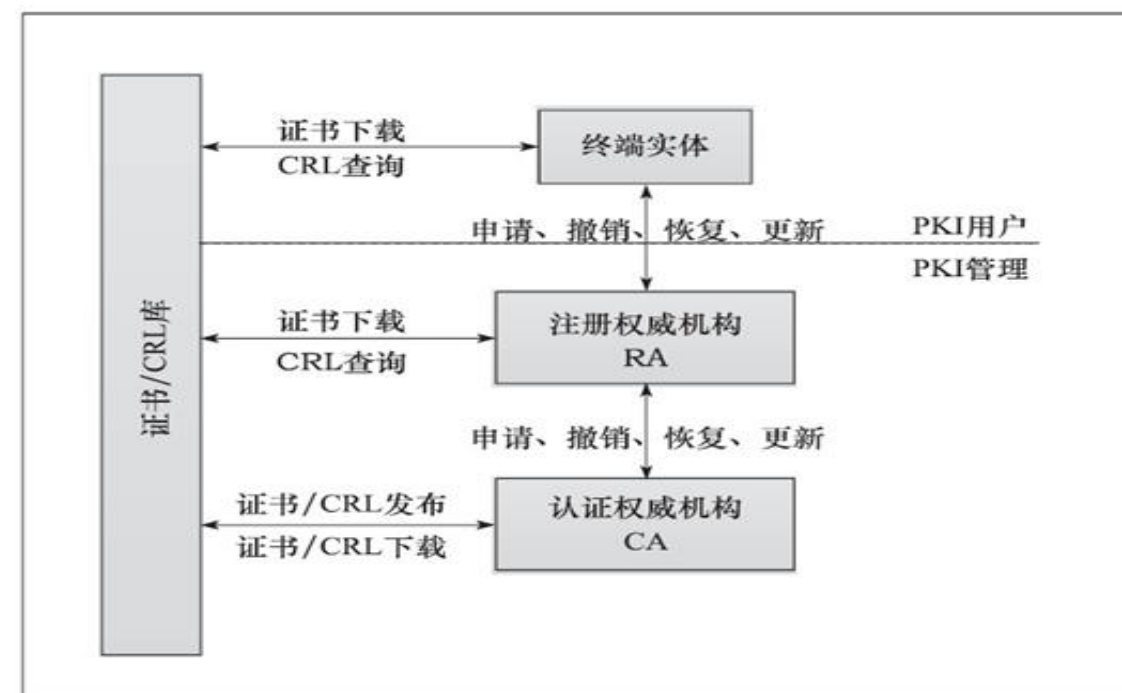 证书/CRL库
证书下载
CRL查询
终端实体
申请、撤销、恢复、更新
PKI用户
PKI管理
证书下载
CRL查询
注册权威机构
RA
申请、撤销、恢复、更新
证书/CRL发布
证书/CRL下载
认证权威机构
CA